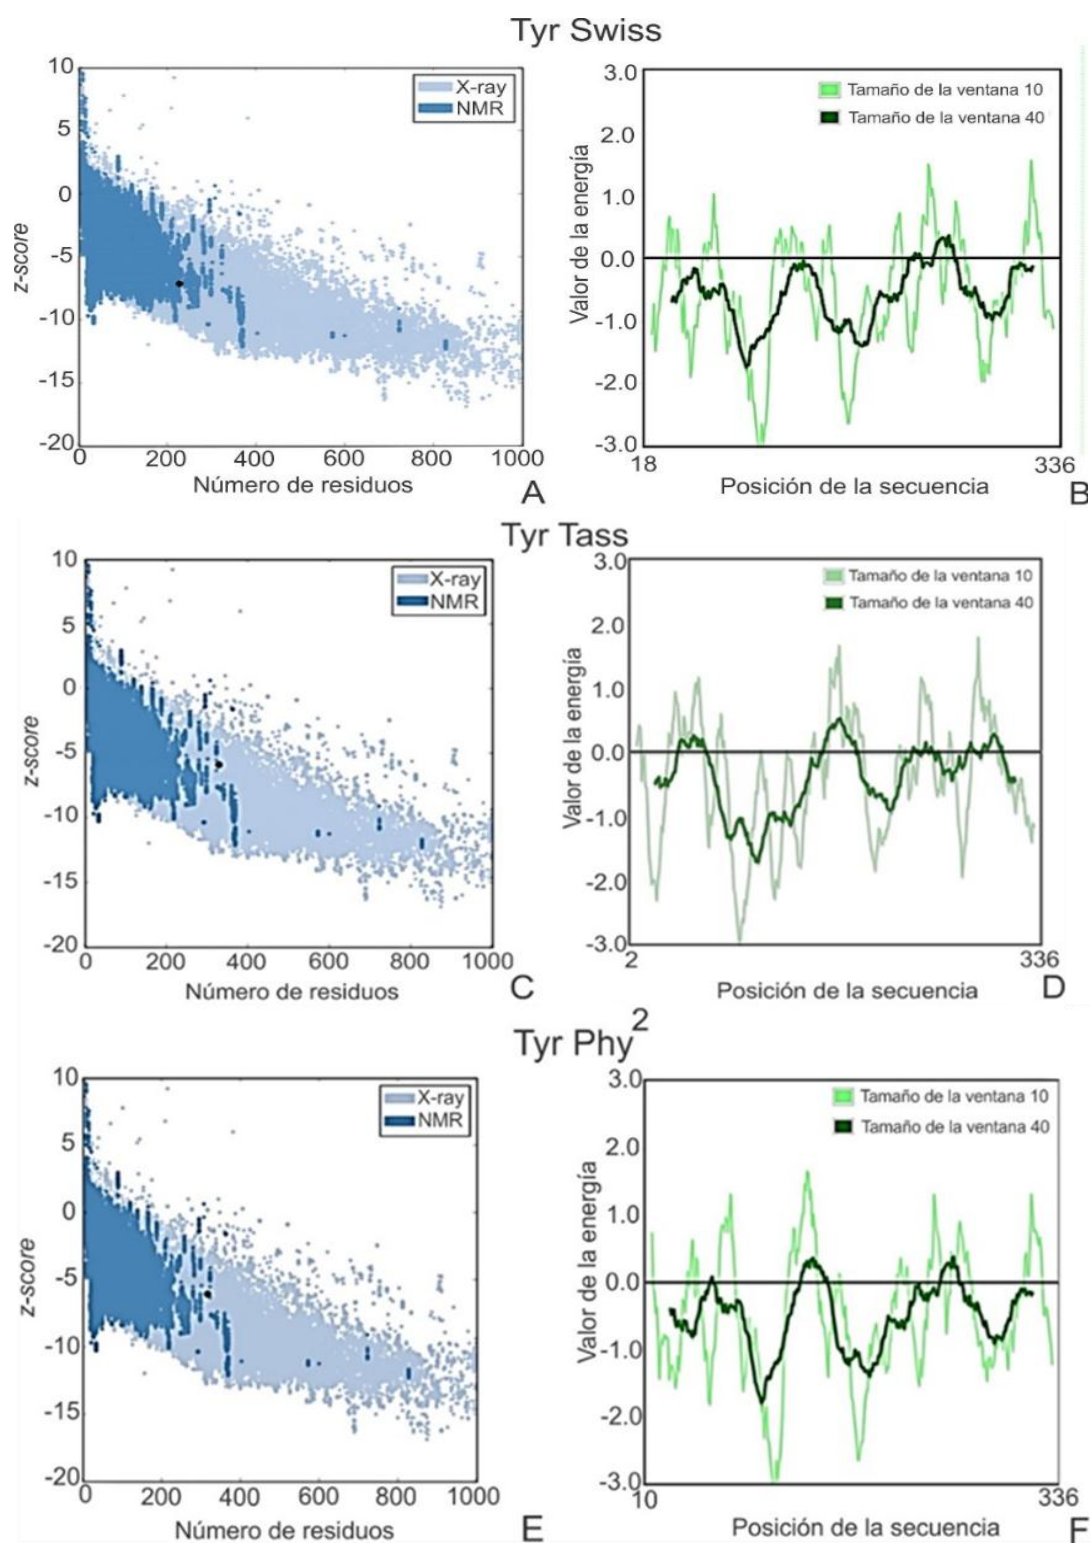 Tyr Swiss
10
5
0
-5
-10
-15
-20
z-score
X-ray
NMR
0 200 400 600 800 1000
Número de residuos
A
3.0
2.0
1.0
0.0
-1.0
-2.0
-3.0
Valor de la energía
Tamaño de la ventana 10
Tamaño de la ventana 40
18 336
Posición de la secuencia
B
Tyr Tass
10
5
0
-5
-10
-15
-20
z-score
X-ray
NMR
0 200 400 600 800 1000
Número de residuos
C
3.0
2.0
1.0
0.0
-1.0
-2.0
-3.0
Valor de la energía
Tamaño de la ventana 10
Tamaño de la ventana 40
2 336
Posición de la secuencia
D
Tyr Phy2
10
5
0
-5
-10
-15
-20
z-score
X-ray
NMR
0 200 400 600 800 1000
Número de residuos
E
3.0
2.0
1.0
0.0
-1.0
-2.0
-3.0
Valor de la energía
Tamaño de la ventana 10
Tamaño de la ventana 40
10 336
Posición de la secuencia
F